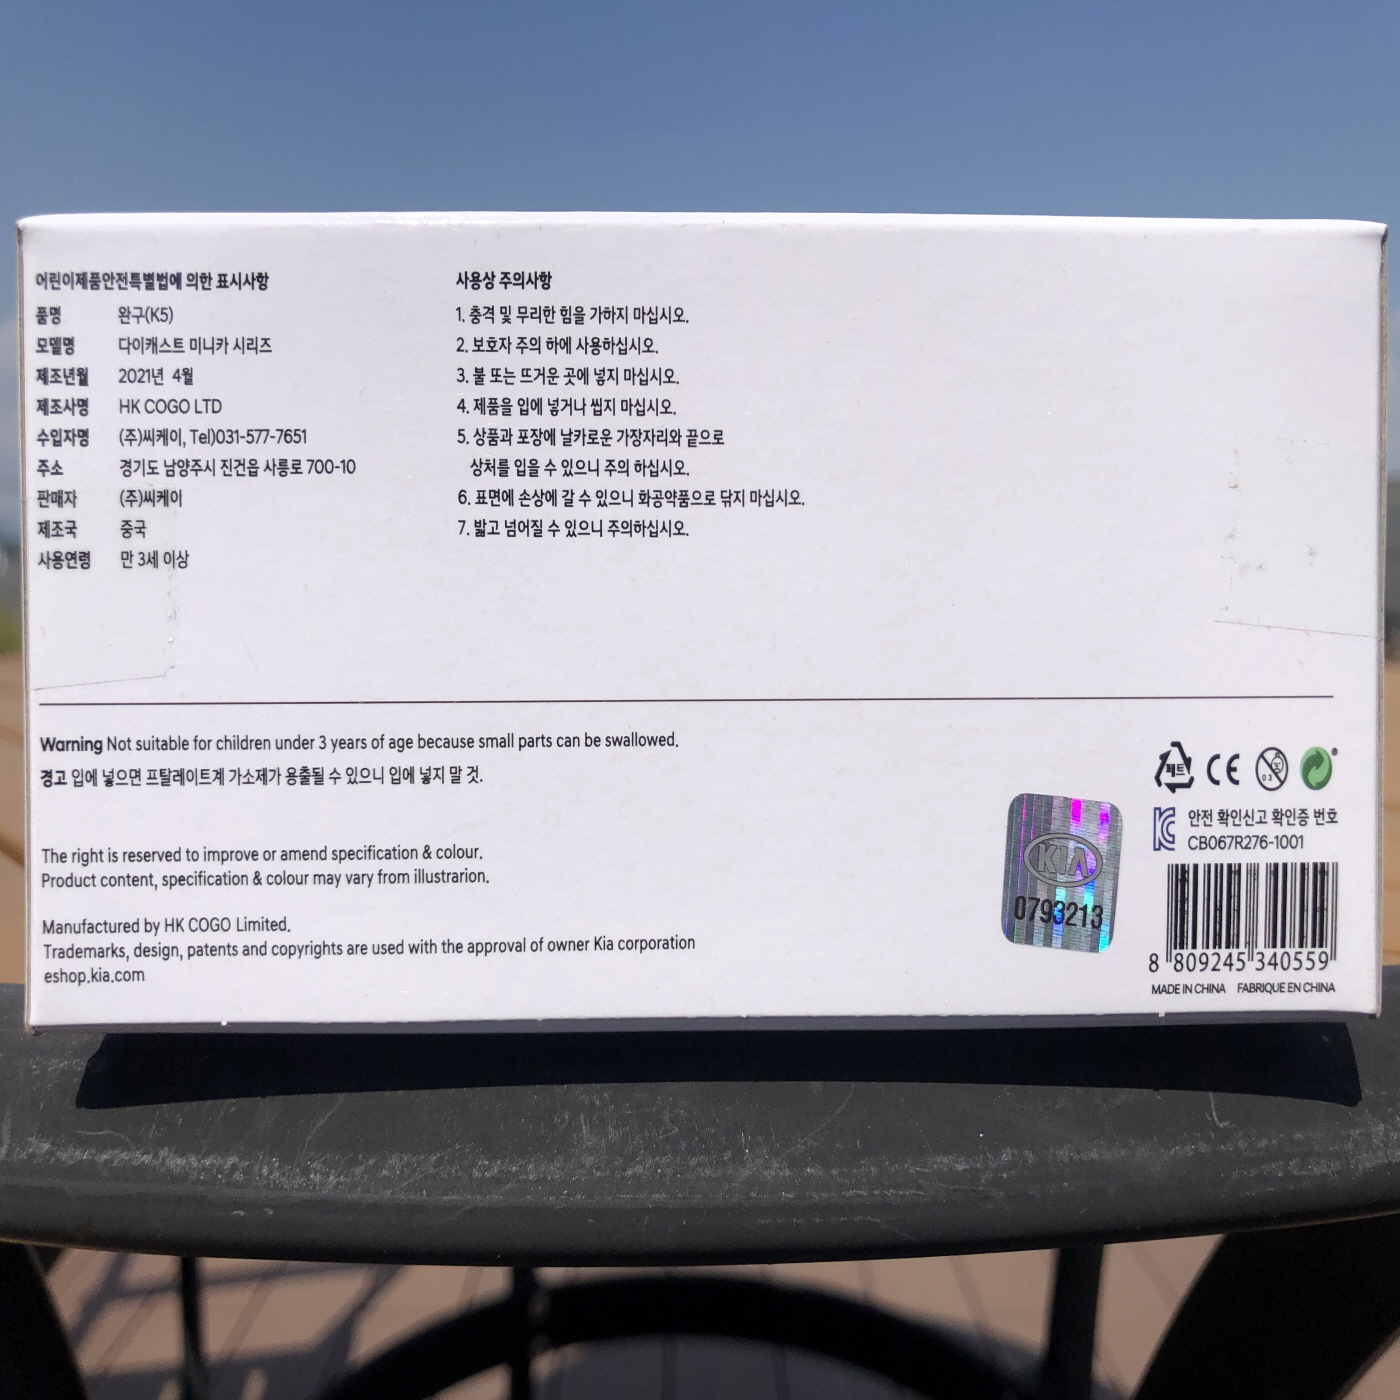 어린이제품안전특별법에 의한 표시사항
품명 완구(K5)
모델명 다이캐스트 미니카 시리즈
제조년월 2021년 4월
제조사명 HK COGO LTD
수입자명 (주)씨케이, Tel)031-577-7651
주소 경기도 남양주시 진건읍 사릉로 700-10
판매자 (주)씨케이
제조국 중국
사용연령 만 3세 이상
사용상 주의사항
1. 충격 및 무리한 힘을 가하지 마십시오.
2. 보호자 주의 하에 사용하십시오.
3. 불 또는 뜨거운 곳에 넣지 마십시오.
4. 제품을 입에 넣거나 씹지 마십시오.
5. 상품과 포장에 날카로운 가장자리와 끝으로
상처를 입을 수 있으니 주의 하십시오.
6. 표면에 손상에 갈 수 있으니 화공약품으로 닦지 마십시오.
7. 밟고 넘어질 수 있으니 주의하십시오.
Warning Not suitable for children under 3 years of age because small parts can be swallowed.
경고 입에 넣으면 프탈레이트계 가소제가 용출될 수 있으니 입에 넣지 말 것.
The right is reserved to improve or amend specification & colour.
Product content, specification & colour may vary from illustrarion.
Manufactured by HK COGO Limited.
Trademarks, design, patents and copyrights are used with the approval of owner Kia corporation
eshop.kia.com
KIA
0793213
페트 CE 0 3 ®
KC 안전 확인신고 확인증 번호
CB067R276-1001
8 809245 340559
MADE IN CHINA FABRIQUE EN CHINA